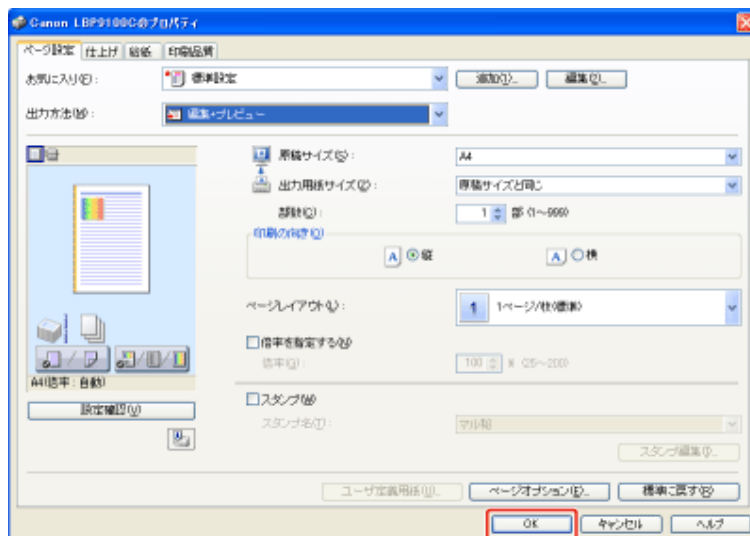 Canon LBP9100Cのプロパティ
ページ設定 仕上げ 給紙 印刷品質
お気に入り(F): 標準設定 追加(1)... 編集(2)...
出力方法(M): 編集+プレビュー
原稿サイズ(S): A4
出力用紙サイズ(Z): 原稿サイズと同じ
部数(C): 1 部 (1~999)
印刷の向き(O)
A 縦 A 横
ページレイアウト(L): 1 1ページ/枚(標準)
倍率を指定する(N)
倍率(G): 100 % (25~200)
A4(倍率: 自動)
スタンプ(W)
設定確認(V)
スタンプ名(T): マル秘
スタンプ編集(I)...
ユーザ定義用紙(U)... ページオプション(E)... 標準に戻す(R)
OK キャンセル ヘルプ